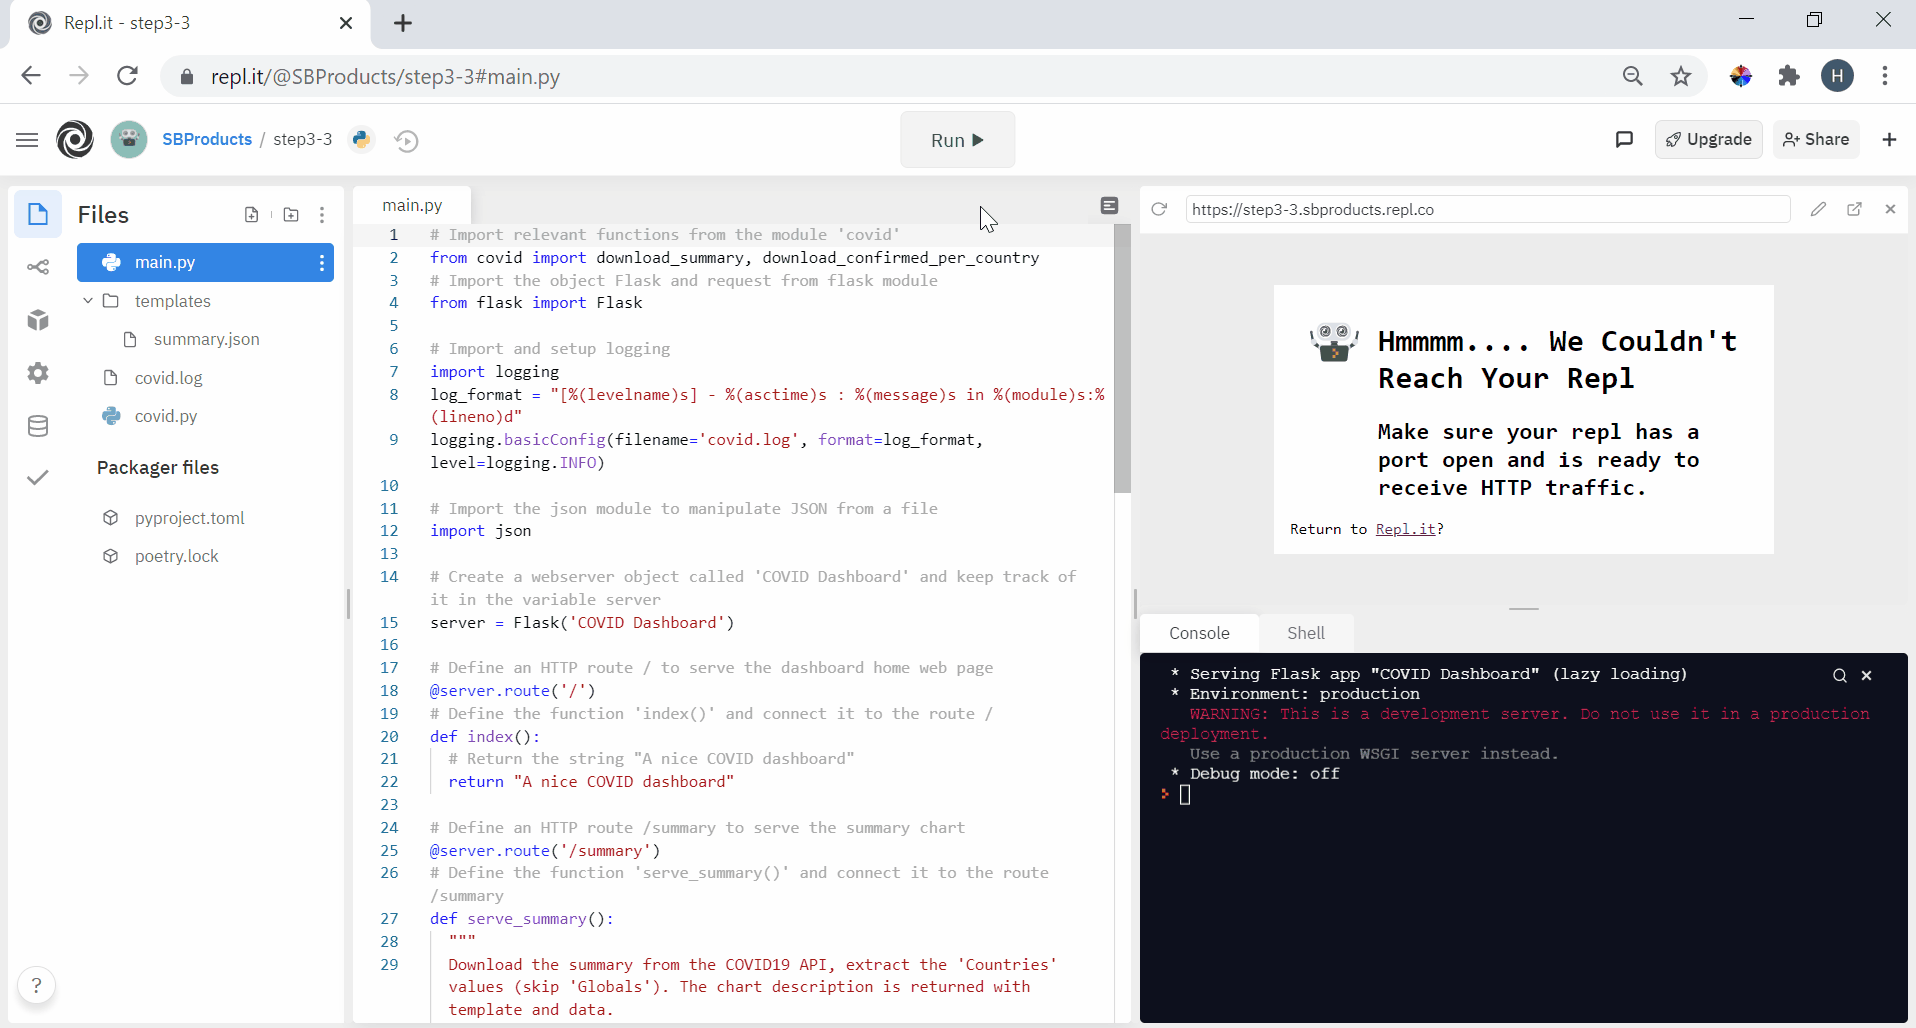 Repl.it - step3-3
repl.it/@SBProducts/step3-3#main.py
H
SBProducts / step3-3
Run
Upgrade
Share
Files
main.py
templates
summary.json
covid.log
covid.py
Packager files
pyproject.toml
poetry.lock
?
main.py
1 # Import relevant functions from the module 'covid'
2 from covid import download_summary, download_confirmed_per_country
3 # Import the object Flask and request from flask module
4 from flask import Flask
5
6 # Import and setup logging
7 import logging
8 log_format = "[%(levelname)s] - %(asctime)s : %(message)s in %(module)s:%
(lineno)d"
9 logging.basicConfig(filename='covid.log', format=log_format,
level=logging.INFO)
10
11 # Import the json module to manipulate JSON from a file
12 import json
13
14 # Create a webserver object called 'COVID Dashboard' and keep track of
it in the variable server
15 server = Flask('COVID Dashboard')
16
17 # Define an HTTP route / to serve the dashboard home web page
18 @server.route('/')
19 # Define the function 'index()' and connect it to the route /
20 def index():
21 # Return the string "A nice COVID dashboard"
22 return "A nice COVID dashboard"
23
24 # Define an HTTP route /summary to serve the summary chart
25 @server.route('/summary')
26 # Define the function 'serve_summary()' and connect it to the route
/summary
27 def serve_summary():
28 """
29 Download the summary from the COVID19 API, extract the 'Countries'
values (skip 'Globals'). The chart description is returned with
template and data.
https://step3-3.sbproducts.repl.co
Hmmmm.... We Couldn't
Reach Your Repl
Make sure your repl has a
port open and is ready to
receive HTTP traffic.
Return to Repl.it?
Console
Shell
* Serving Flask app "COVID Dashboard" (lazy loading)
* Environment: production
WARNING: This is a development server. Do not use it in a production
deployment.
Use a production WSGI server instead.
* Debug mode: off